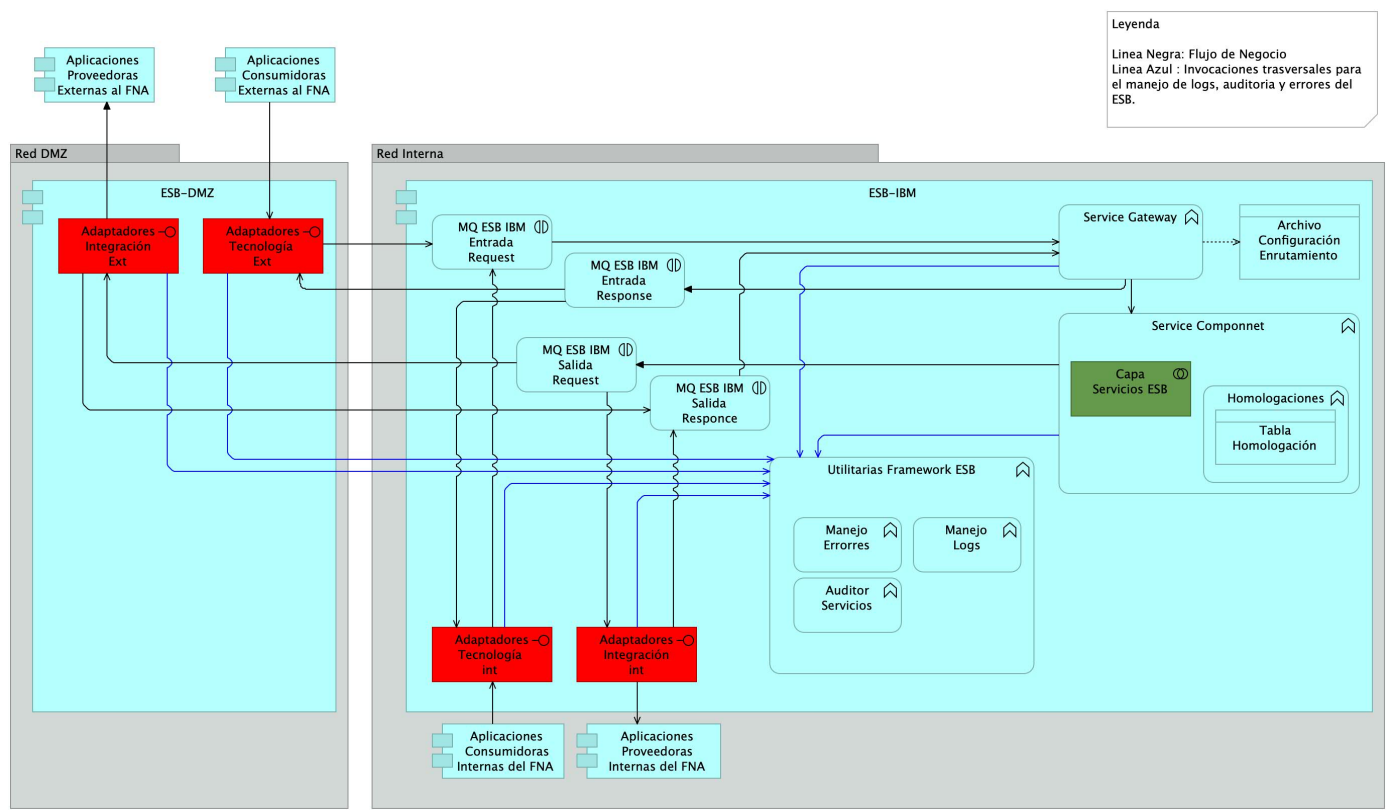 Leyenda
Linea Negra: Flujo de Negocio
Linea Azul : Invocaciones trasversales para
el manejo de logs, auditoria y errores del
ESB.
Aplicaciones
Proveedoras
Externas al FNA
Aplicaciones
Consumidoras
Externas al FNA
Red DMZ
ESB-DMZ
Adaptadores
Integración
Ext
Adaptadores
Tecnología
Ext
Red Interna
ESB-IBM
MQ ESB IBM
Entrada
Request
MQ ESB IBM
Entrada
Response
MQ ESB IBM
Salida
Request
MQ ESB IBM
Salida
Responce
Service Gateway
Archivo
Configuración
Enrutamiento
Service Componnet
Capa
Servicios ESB
Homologaciones
Tabla
Homologación
Utilitarias Framework ESB
Manejo
Errorres
Manejo
Logs
Auditor
Servicios
Adaptadores
Tecnología
int
Adaptadores
Integración
int
Aplicaciones
Consumidoras
Internas del FNA
Aplicaciones
Proveedoras
Internas del FNA